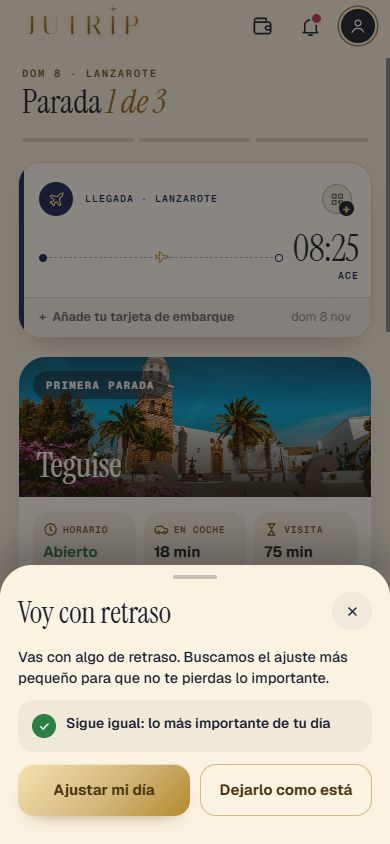 JUTRIP
DOM 8 · LANZAROTE
Parada 1 de 3
LLEGADA · LANZAROTE
08:25
ACE
+ Añade tu tarjeta de embarque
dom 8 nov
PRIMERA PARADA
Teguise
HORARIO
EN COCHE
VISITA
Abierto
18 min
75 min
Voy con retraso
Vas con algo de retraso. Buscamos el ajuste más
pequeño para que no te pierdas lo importante.
Sigue igual: lo más importante de tu día
Ajustar mi día
Dejarlo como está